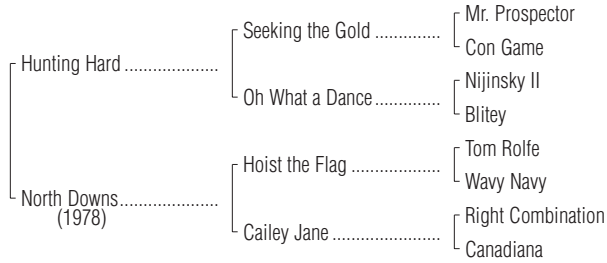 Mr. Prospector
Seeking the Gold ..............
Con Game
Hunting Hard ....................
Nijinsky II
Oh What a Dance..............
Blitey
Tom Rolfe
Hoist the Flag ...................
Wavy Navy
North Downs.....................
(1978)
Right Combination
Cailey Jane .......................
Canadiana